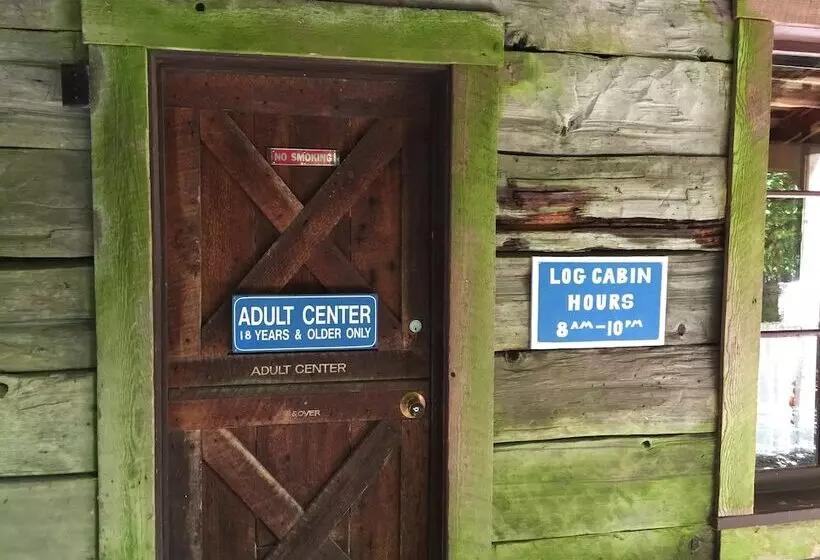 NO SMOKING
ADULT CENTER
18 YEARS & OLDER ONLY
ADULT CENTER
LOG CABIN
HOURS
8AM-10PM